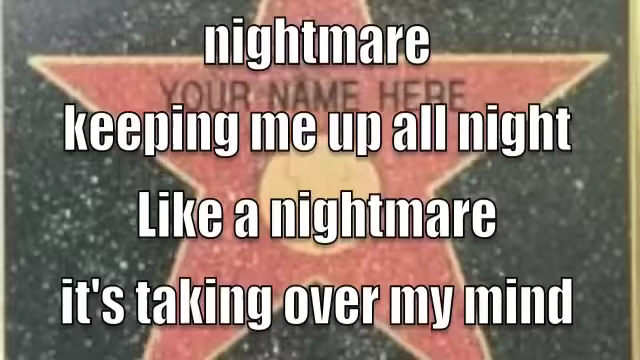 nightmare
YOUR NAME HERE
keeping me up all night
Like a nightmare
it's taking over my mind